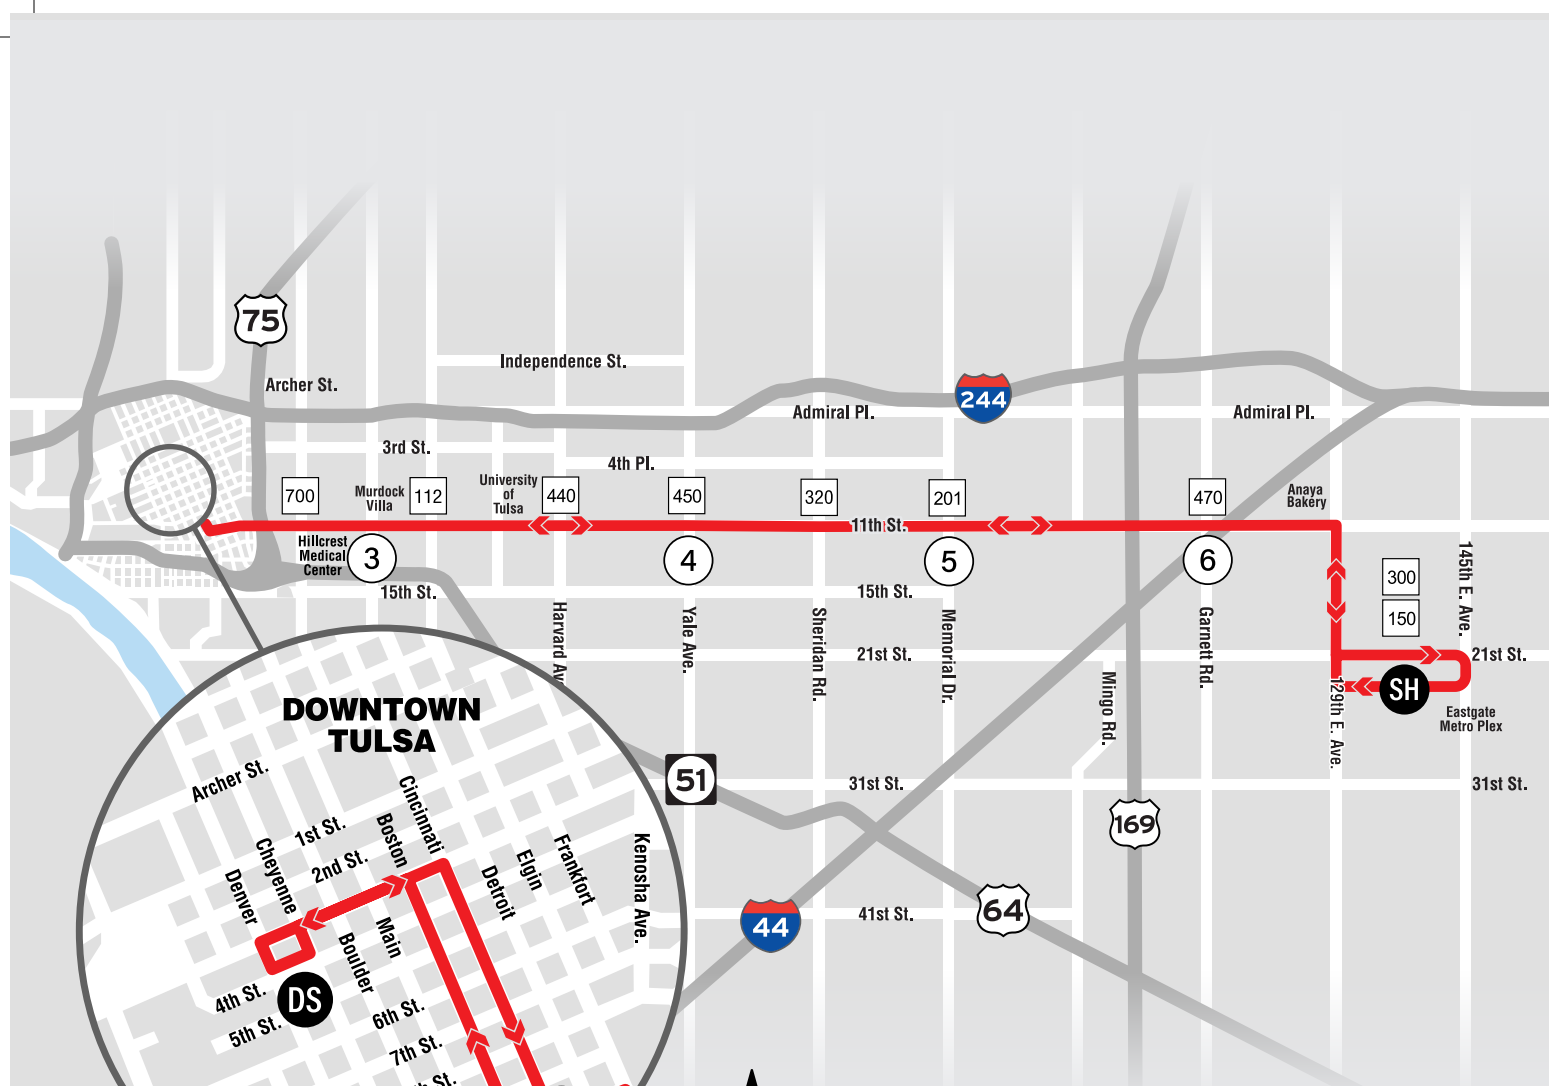 75
Independence St.
Archer St.
244
Admiral Pl.
Admiral Pl.
3rd St.
4th Pl.
700
Murdock
Villa
112
University
of
Tulsa
440
450
320
201
470
Anaya
Bakery
11th St.
Hillcrest
Medical
Center
3
4
5
6
15th St.
15th St.
145th E. Ave.
300
150
Harvard Av
Yale Ave.
Sheridan Rd.
Memorial Dr.
Garnett Rd.
21st St.
21st St.
Mingo Rd.
129th E. Ave.
SH
Eastgate
Metro Plex
51
31st St.
31st St.
169
44
41st St.
64
DOWNTOWN
TULSA
Archer St.
1st St.
2nd St.
Denver
Cheyenne
Boulder
Main
Boston
Cincinnati
Detroit
Elgin
Frankfort
Kenosha Ave.
4th St.
5th St.
DS
6th St.
7th St.
St.